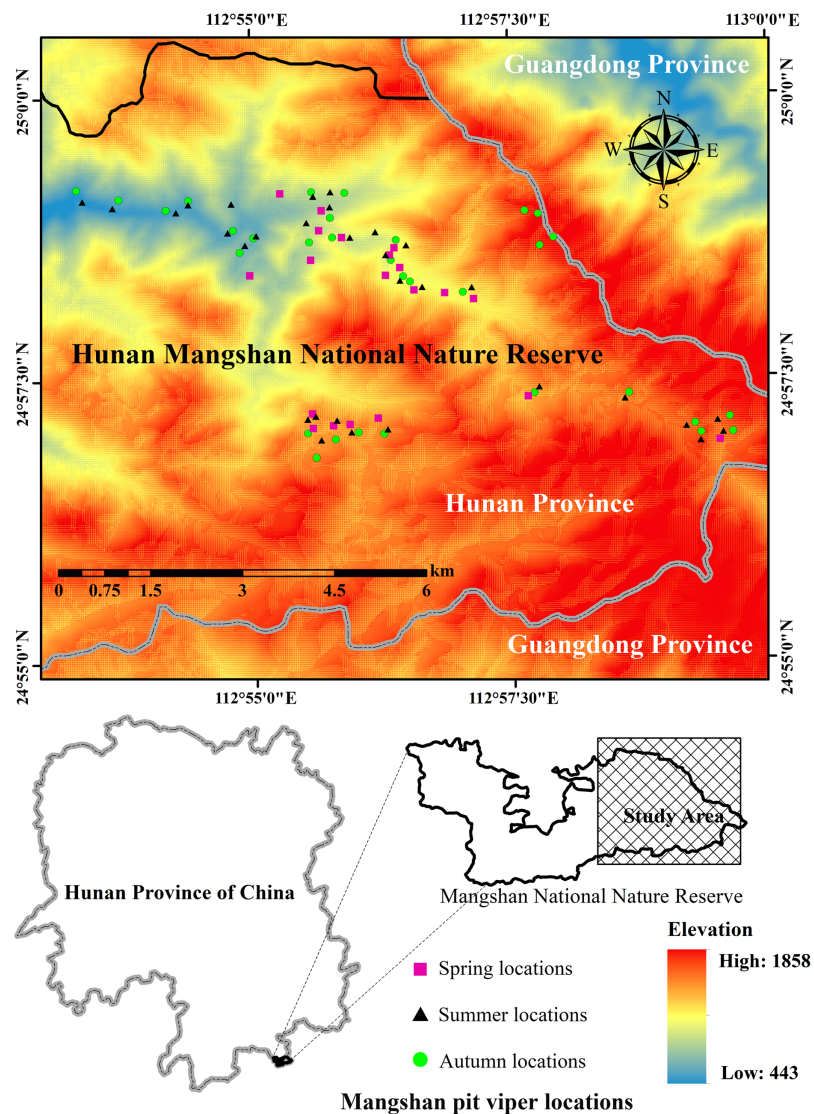 112°55'0"E 112°57'30"E 113°0'0"E
Guangdong Province
25°0'0"N
25°0'0"N
N
W E
S
Hunan Mangshan National Nature Reserve
24°57'30"N
24°57'30"N
Hunan Province
km
0 0.75 1.5 3 4.5 6
Guangdong Province
24°55'0"N
24°55'0"N
112°55'0"E 112°57'30"E
Study Area
Hunan Province of China
Mangshan National Nature Reserve
Elevation
High: 1858
Spring locations
Summer locations
Autumn locations
Low: 443
Mangshan pit viper locations